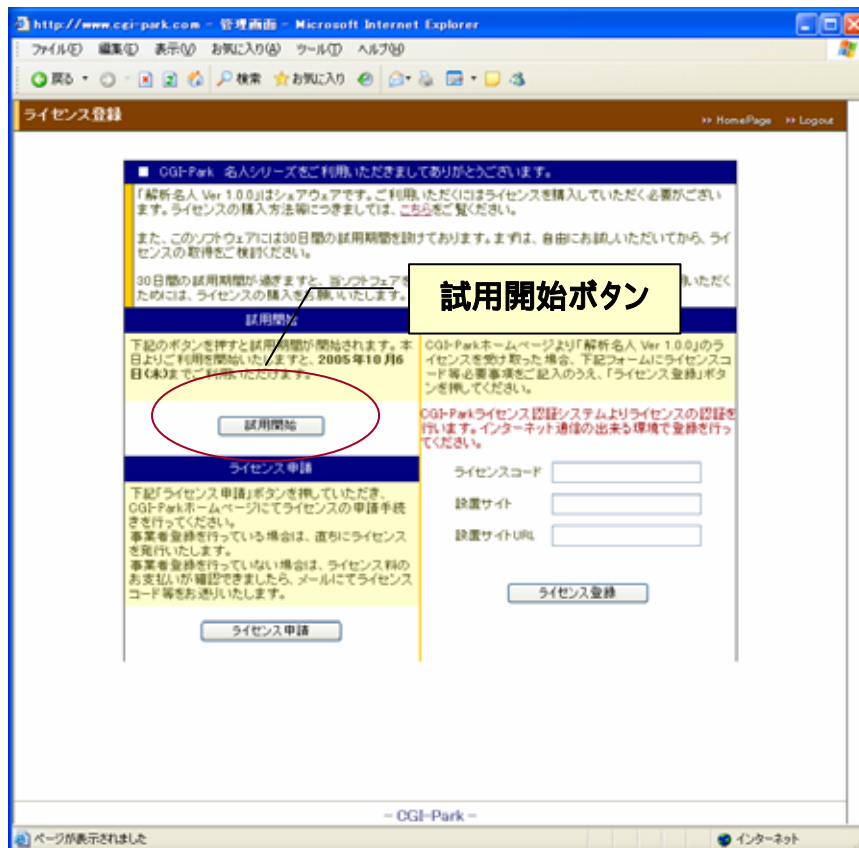 http://www.cgi-park.com - 管理画面 - Microsoft Internet Explorer
ファイル(F) 編集(E) 表示(V) お気に入り(A) ツール(T) ヘルプ(H)
戻る 検索 お気に入り
ライセンス登録 >> HomePage >> Logout
■ CGI-Park 名人シリーズをご利用いただきましてありがとうございます。
「解析名人 Ver 1.0.0」はシェアウェアです。ご利用いただくにはライセンスを購入していただく必要がござい
ます。ライセンスの購入方法等につきましては、こちらをご覧ください。
また、このソフトウェアには30日間の試用期間を設けております。まずは、自由にお試しいただいてから、ライ
センスの取得をご検討ください。
30日間の試用期間が過ぎますと、当ソフトウェアを
いただく
ためには、ライセンスの購入をお願いいたします。
試用開始ボタン
試用開始
下記のボタンを押すと試用期間が開始されます。本
日よりご利用を開始いたしますと、2005年10月6
日(木)までご利用いただけます。
試用開始
ライセンス申請
下記「ライセンス申請」ボタンを押していただき、
CGI-Parkホームページにてライセンスの申請手続
きを行ってください。
事業者登録を行っている場合は、直ちにライセンス
を発行いたします。
事業者登録を行っていない場合は、ライセンス料の
お支払いが確認できましたら、メールにてライセンス
コード等をお送りいたします。
ライセンス申請
CGI-Parkホームページより「解析名人 Ver 1.0.0」のラ
イセンスを受け取った場合、下記フォームにライセンスコ
ード等必要事項をご記入のうえ、「ライセンス登録」ボタ
ンを押してください。
CGI-Parkライセンス認証システムよりライセンスの認証を
行います。インターネット通信の出来る環境で登録を行っ
てください。
ライセンスコード
設置サイト
設置サイトURL
ライセンス登録
- CGI-Park -
ページが表示されました インターネット